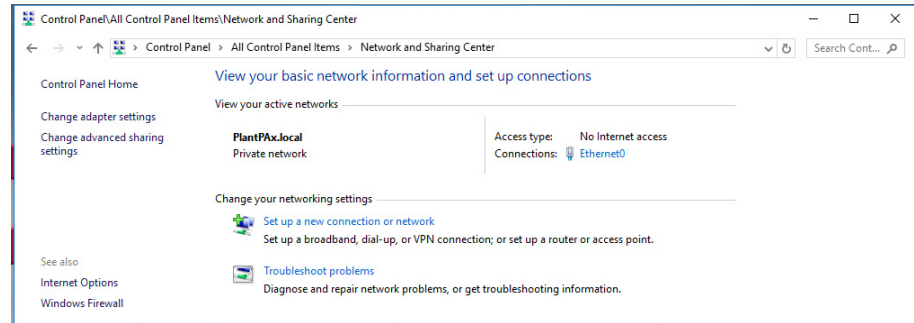 Control Panel\All Control Panel Items\Network and Sharing Center
Control Panel > All Control Panel Items > Network and Sharing Center
Search Cont...
Control Panel Home
Change adapter settings
Change advanced sharing
settings
View your basic network information and set up connections
View your active networks
PlantPAx.local
Private network
Access type: No Internet access
Connections: Ethernet0
Change your networking settings
Set up a new connection or network
Set up a broadband, dial-up, or VPN connection; or set up a router or access point.
Troubleshoot problems
Diagnose and repair network problems, or get troubleshooting information.
See also
Internet Options
Windows Firewall